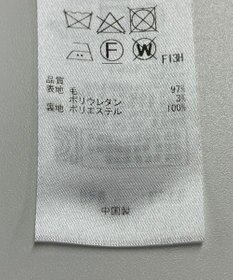 F W F13H
品質
表地 毛 97%
ポリウレタン 3%
裏地 ポリエステル 100%
中国製